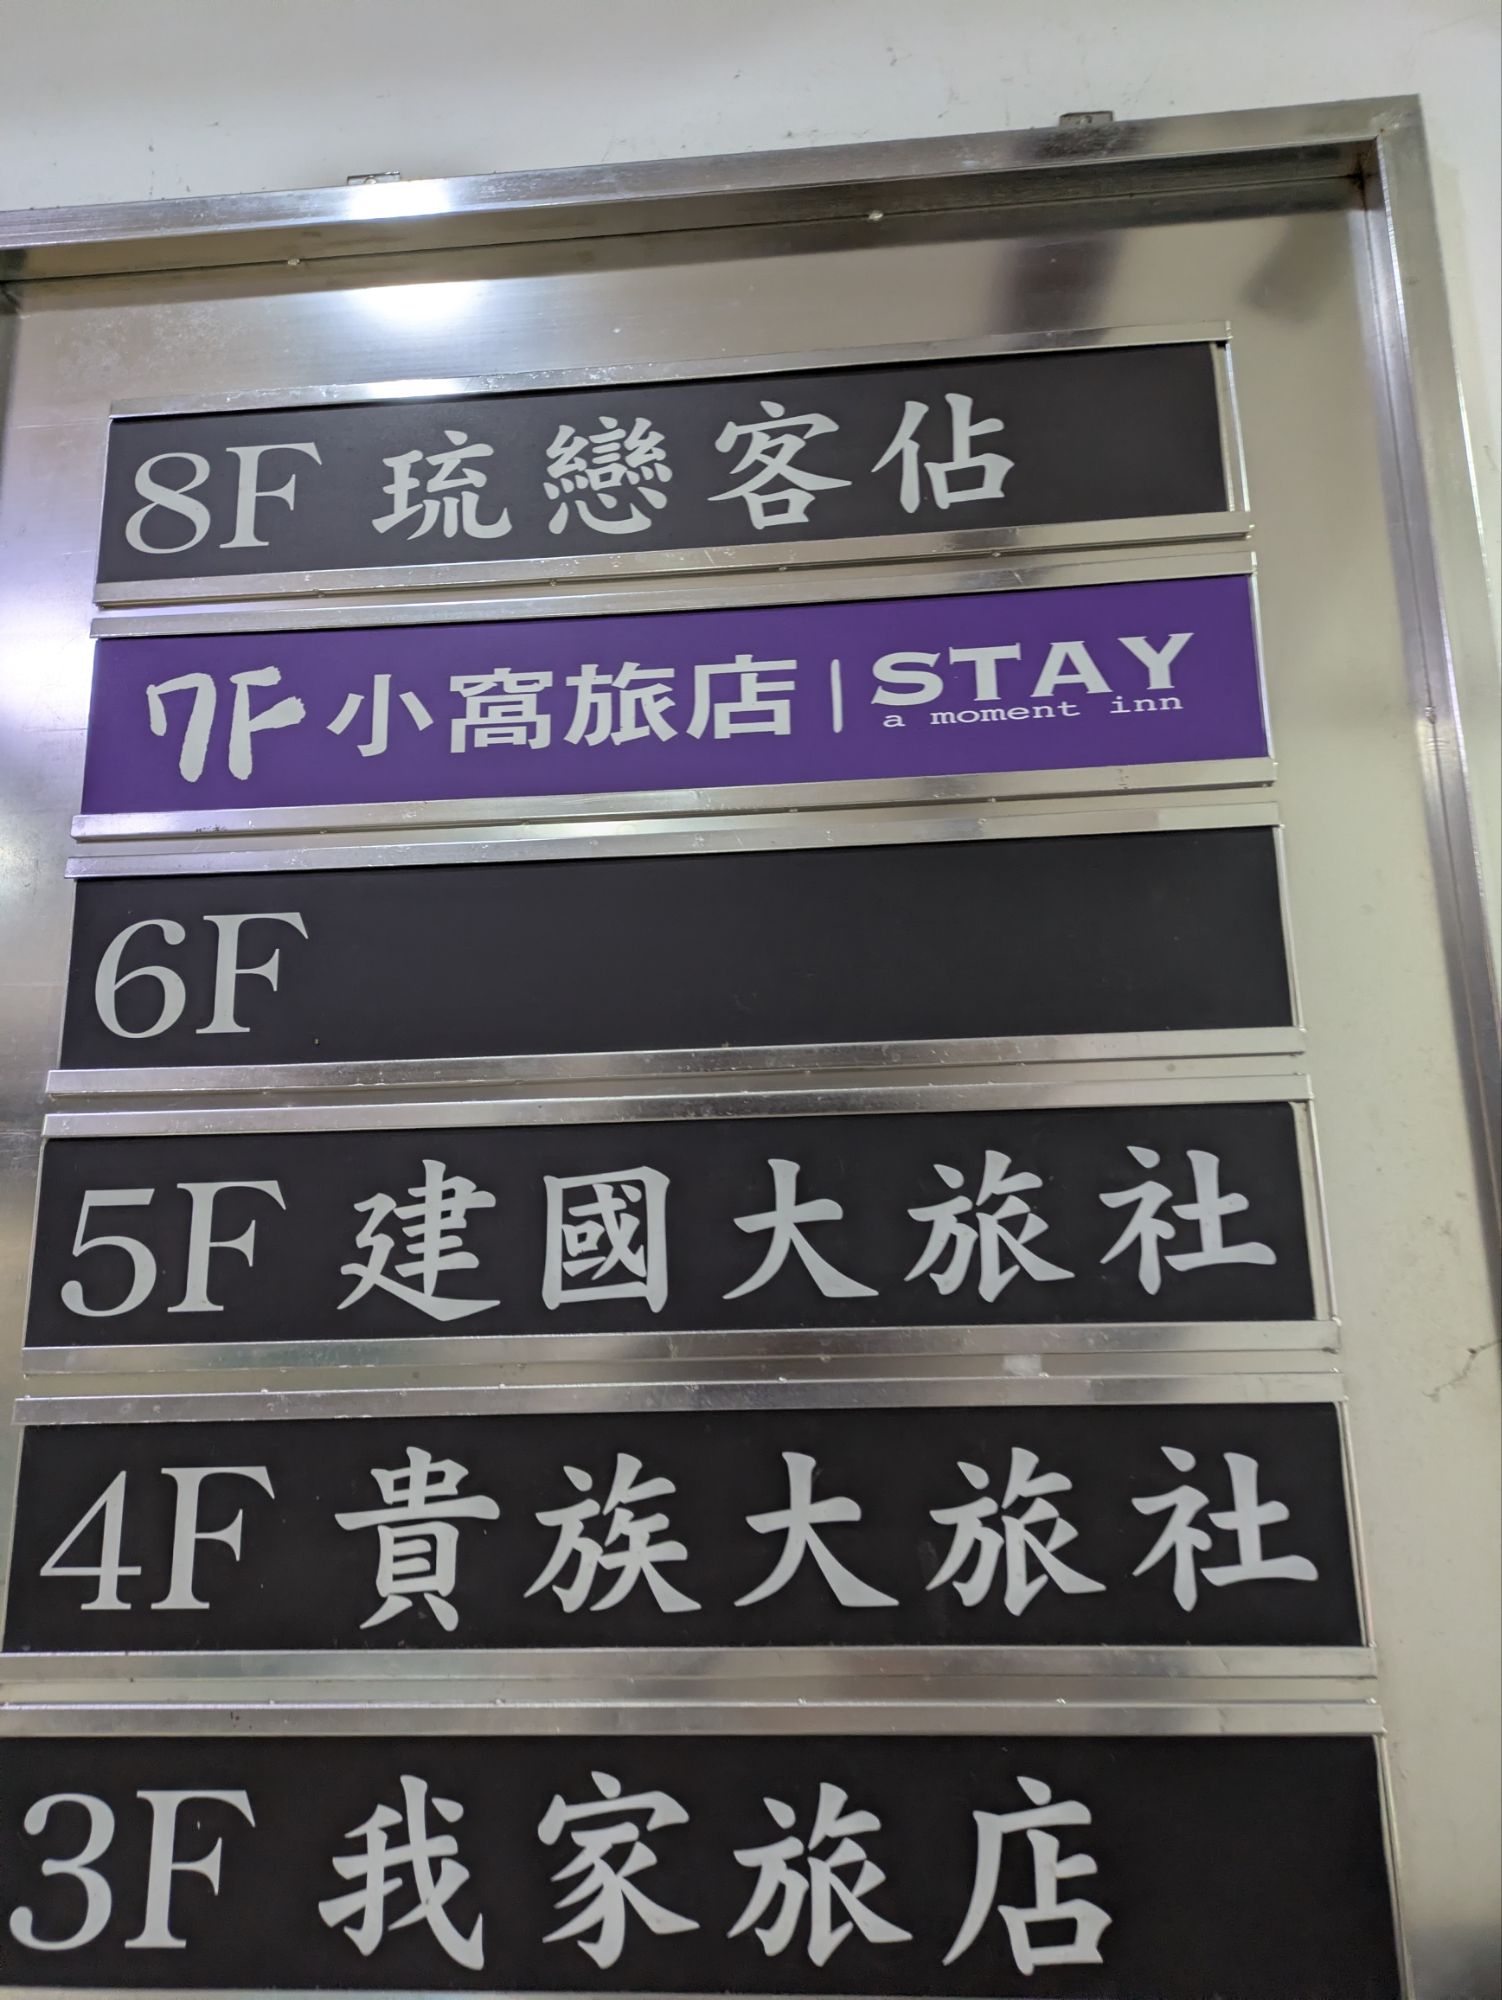 8F 琉戀客佔
7F 小窩旅店 | STAY
a moment inn
6F
5F 建國大旅社
4F 貴族大旅社
3F 我家旅店